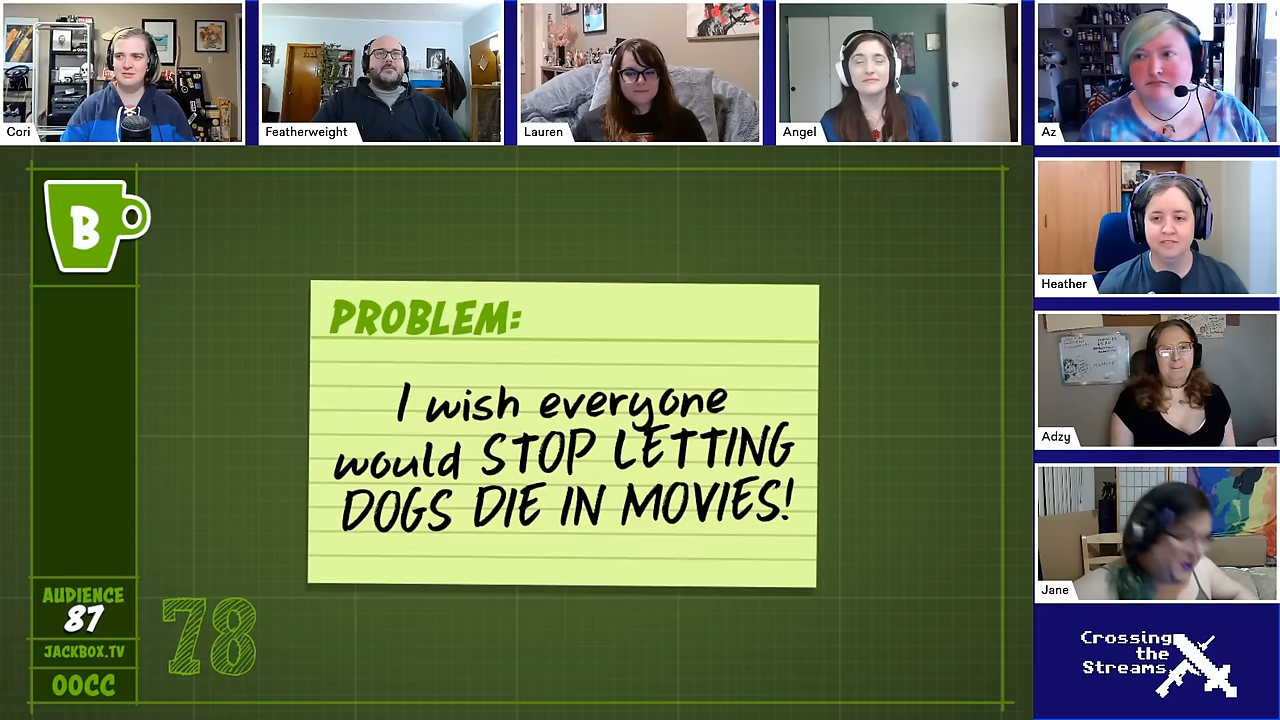 Cori
Featherweight
Lauren
Angel
Az
Heather
Adzy
Jane
B
PROBLEM:
I wish everyone
would STOP LETTING
DOGS DIE IN MOVIES!
AUDIENCE
87
JACKBOX.TV
OOCC
78
Crossing
the
Streams